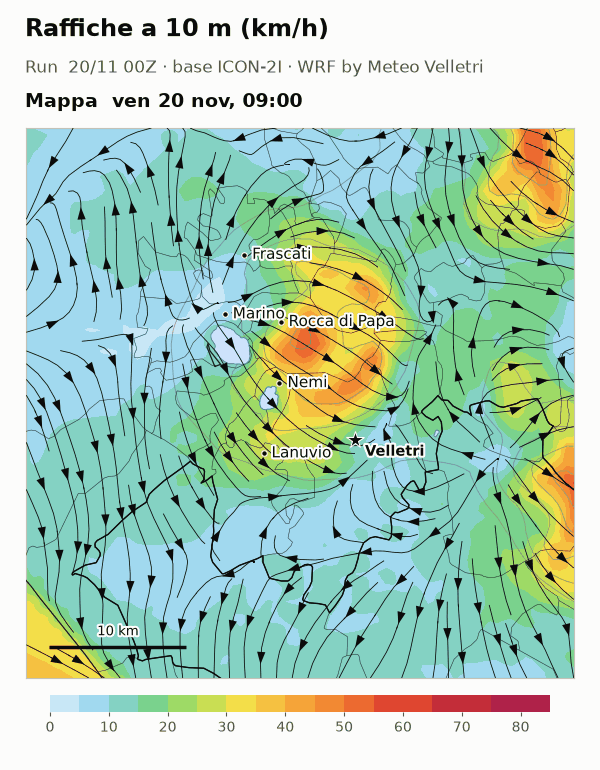 Raffiche a 10 m (km/h)
Run  20/11 00Z · base ICON-2I · WRF by Meteo Velletri
Mappa  ven 20 nov, 09:00
Frascati
Marino
Rocca di Papa
Nemi
Velletri
Lanuvio
10 km
0 10 20 30 40 50 60 70 80